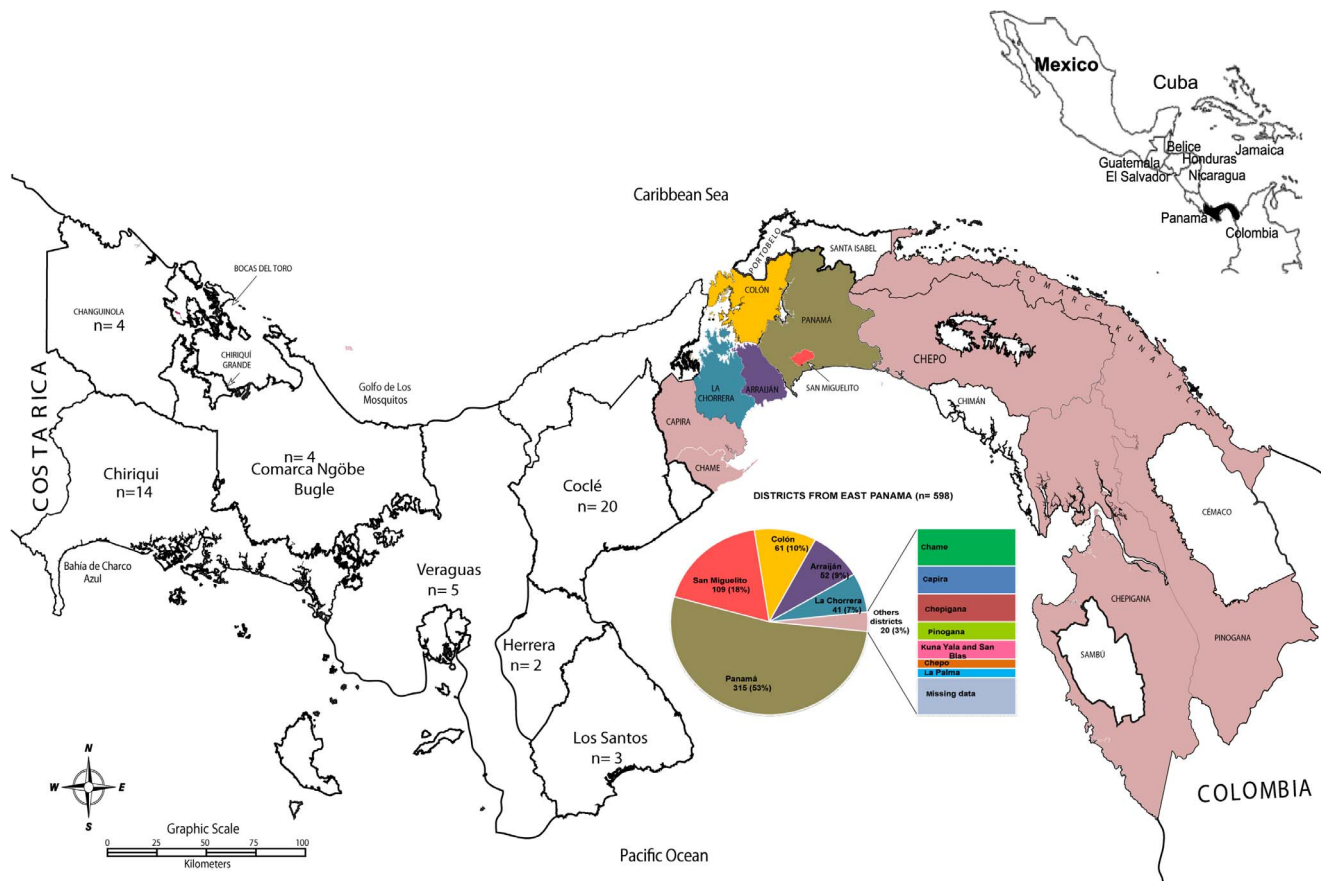 Mexico
Cuba
Belice
Jamaica
Guatemala
Honduras
El Salvador
Nicaragua
Panama
Colombia
Caribbean Sea
PORTOBELO
SANTA ISABEL
COLÓN
PANAMÁ
COMARCA KUNA YALA
BOCAS DEL TORO
CHANGUINOLA
n= 4
CHIRIQUÍ
GRANDE
COSTA RICA
Golfo de Los
Mosquitos
LA
CHORRERA
ARRAIJÁN
SAN MIGUELITO
CHEPO
CHIMÁN
CAPIRA
CHAME
Chiriqui
n=14
n= 4
Comarca Ngöbe
Bugle
Coclé
n= 20
CÉMACO
Bahía de Charco
Azul
Veraguas
n= 5
Herrera
n= 2
Los Santos
n= 3
DISTRICTS FROM EAST PANAMA (n= 598)
Colón
61 (10%)
Arraiján
52 (9%)
San Miguelito
109 (18%)
La Chorrera
41 (7%)
Others
districts
20 (3%)
Panamá
315 (53%)
Chame
Capira
Chepigana
Pinogana
Kuna Yala and San
Blas
Chepo
La Palma
Missing data
CHEPIGANA
SAMBÚ
PINOGANA
COLOMBIA
N
W
E
S
Graphic Scale
0
25
50
75
100
Kilometers
Pacific Ocean